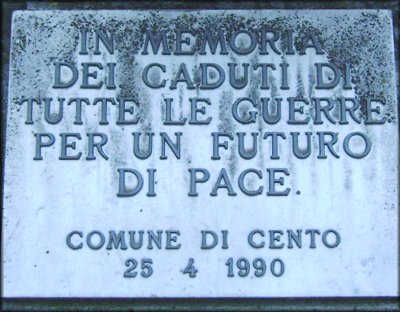 IN MEMORIA
DEI CADUTI DI
TUTTE LE GUERRE
PER UN FUTURO
DI PACE.
COMUNE DI CENTO
25 4 1990